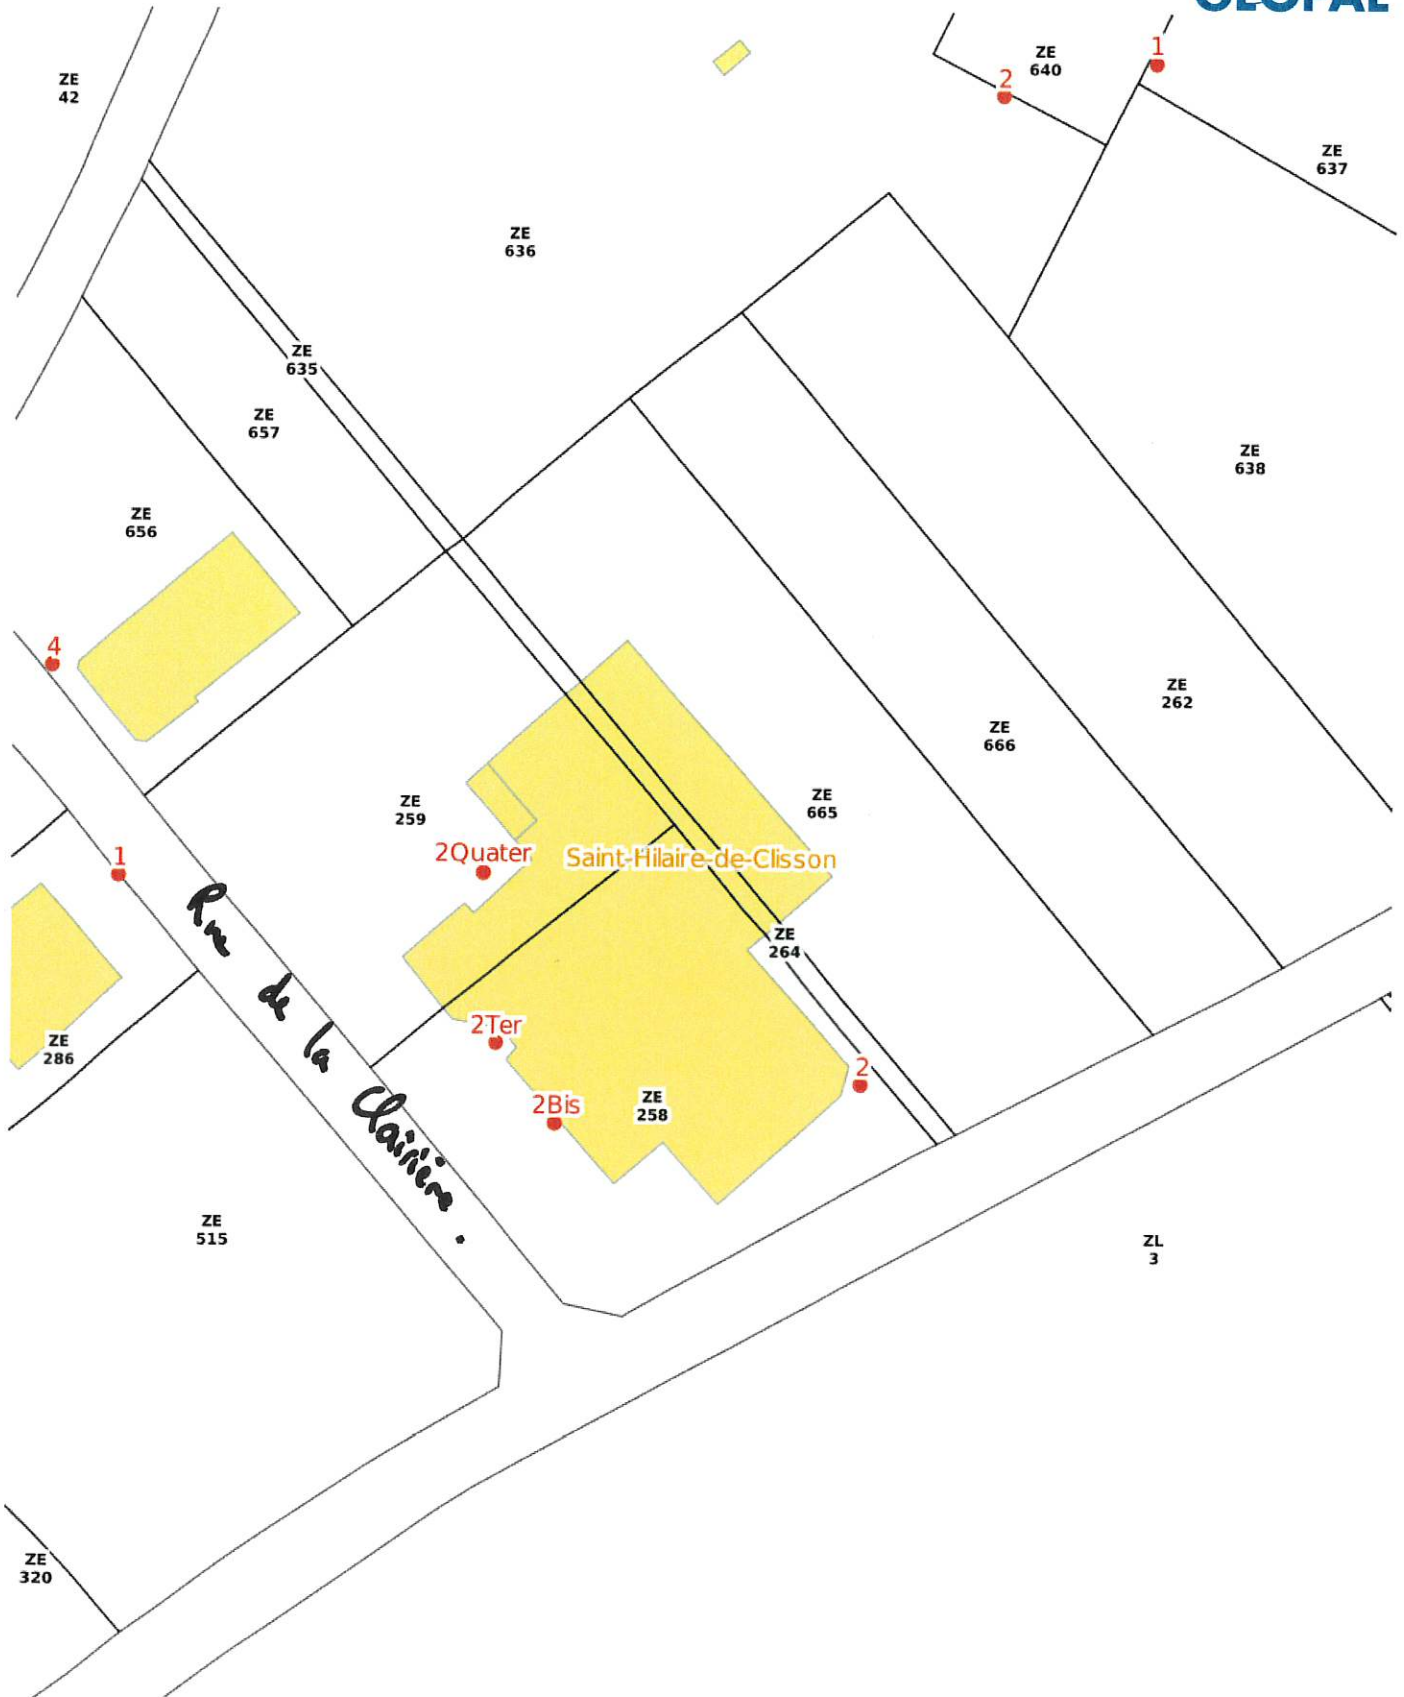 ZE
42
ZE
640
1
2
ZE
637
ZE
636
ZE
635
ZE
657
ZE
638
ZE
656
4
ZE
262
ZE
666
ZE
259
ZE
665
1
2Quater
Saint-Hilaire-de-Clisson
ZE
264
2Ter
ZE
286
2
2Bis
ZE
258
Rue de la Clairière.
ZE
515
ZL
3
ZE
320